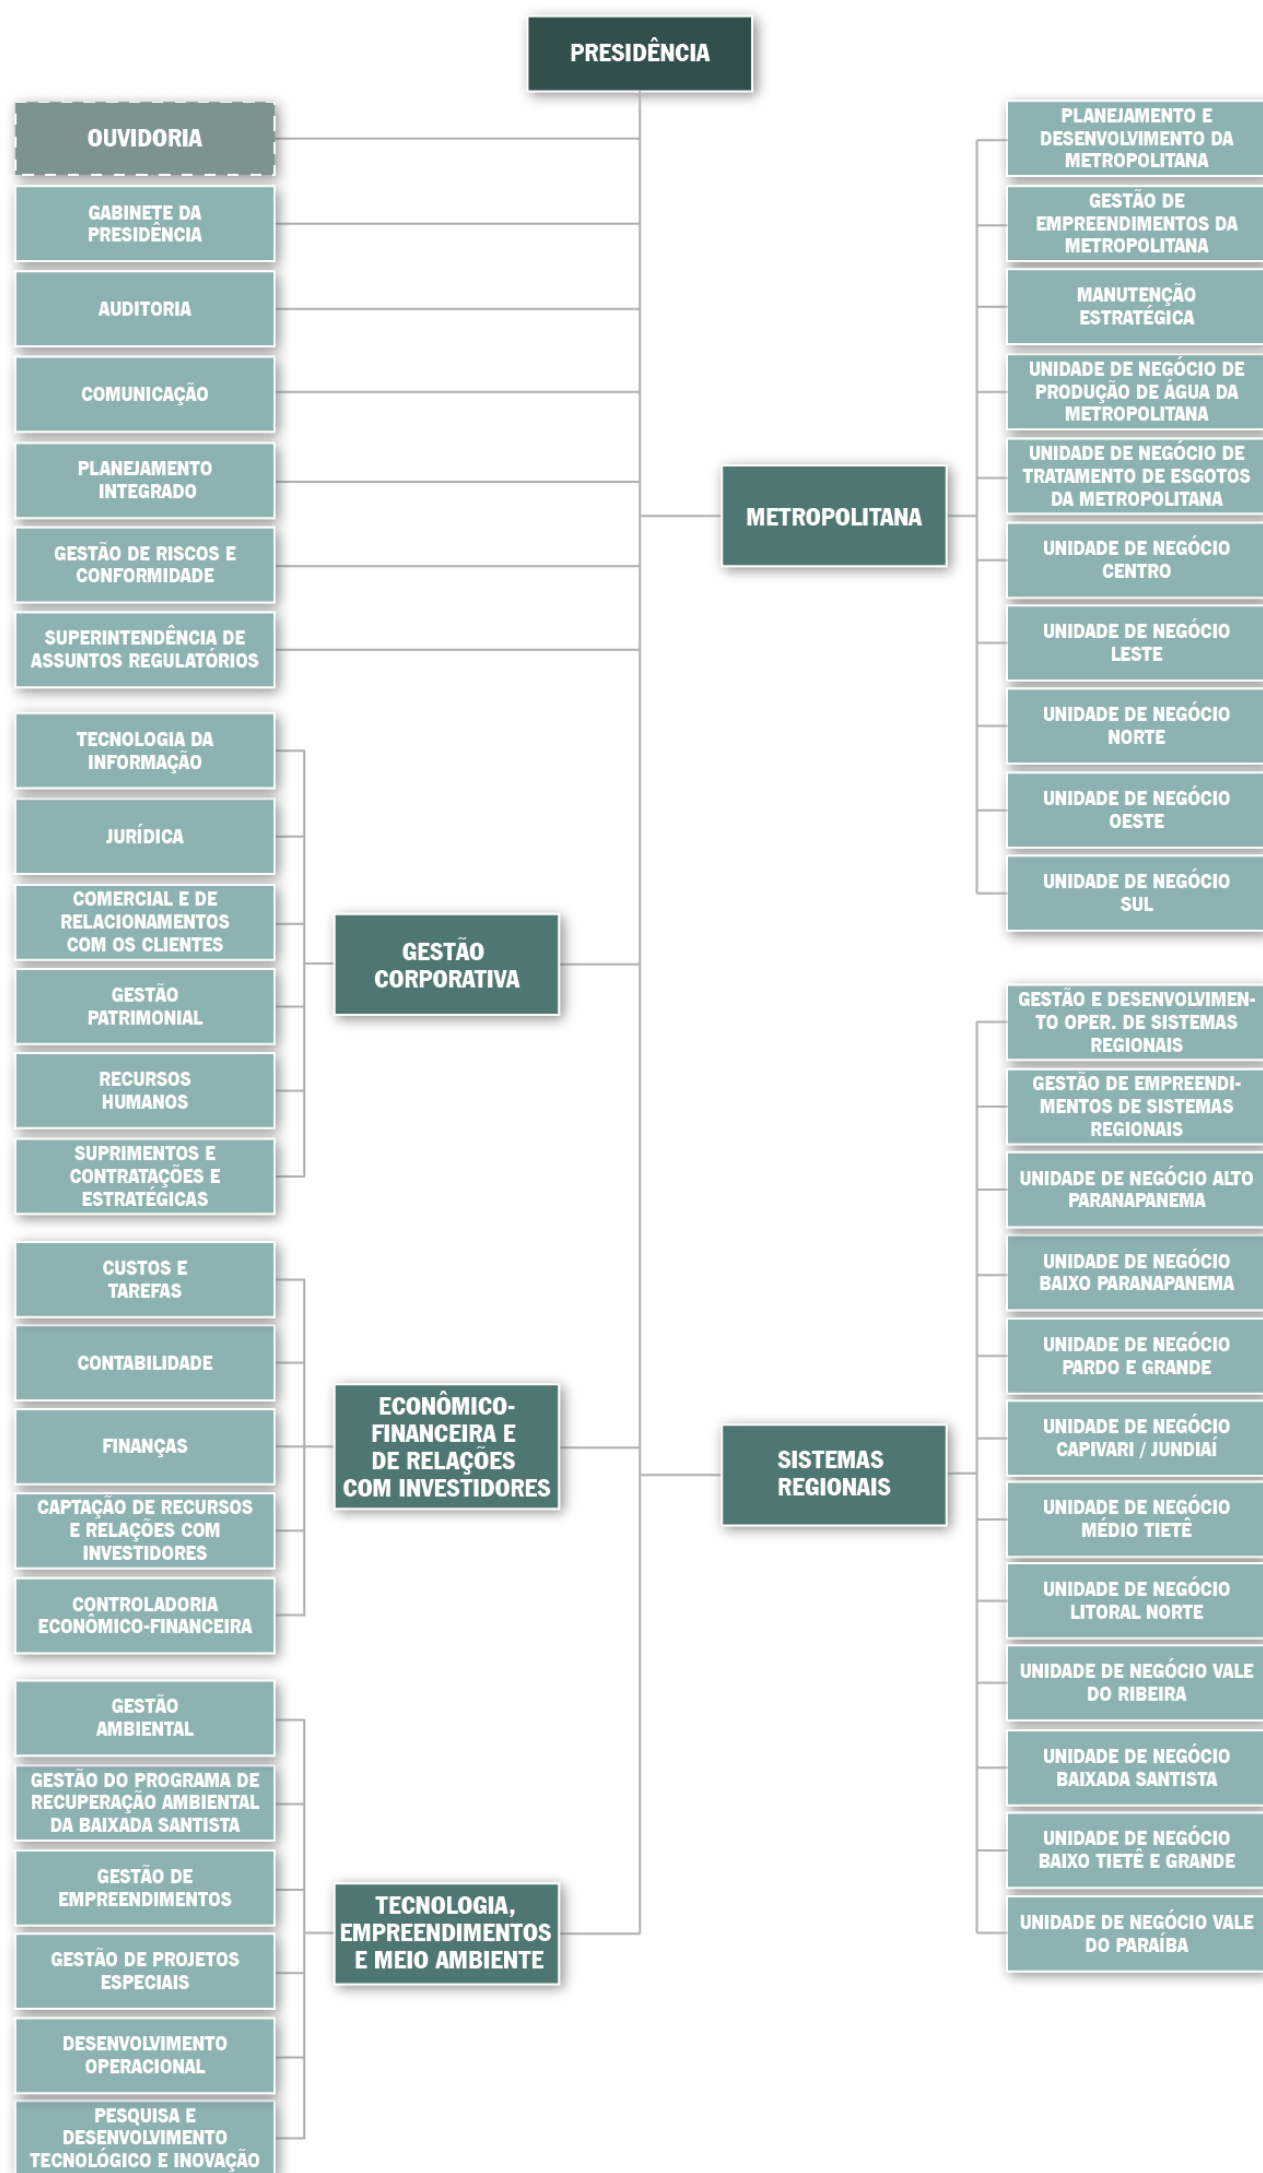 PRESIDÊNCIA
OUVIDORIA
GABINETE DA
PRESIDÊNCIA
AUDITORIA
COMUNICAÇÃO
PLANEJAMENTO
INTEGRADO
GESTÃO DE RISCOS E
CONFORMIDADE
SUPERINTENDÊNCIA DE
ASSUNTOS REGULATÓRIOS
METROPOLITANA
PLANEJAMENTO E
DESENVOLVIMENTO DA
METROPOLITANA
GESTÃO DE
EMPREENDIMENTOS DA
METROPOLITANA
MANUTENÇÃO
ESTRATÉGICA
UNIDADE DE NEGÓCIO DE
PRODUÇÃO DE ÁGUA DA
METROPOLITANA
UNIDADE DE NEGÓCIO DE
TRATAMENTO DE ESGOTOS
DA METROPOLITANA
UNIDADE DE NEGÓCIO
CENTRO
UNIDADE DE NEGÓCIO
LESTE
UNIDADE DE NEGÓCIO
NORTE
UNIDADE DE NEGÓCIO
OESTE
UNIDADE DE NEGÓCIO
SUL
GESTÃO
CORPORATIVA
TECNOLOGIA DA
INFORMAÇÃO
JURÍDICA
COMERCIAL E DE
RELACIONAMENTOS
COM OS CLIENTES
GESTÃO
PATRIMONIAL
RECURSOS
HUMANOS
SUPRIMENTOS E
CONTRATAÇÕES E
ESTRATÉGICAS
ECONÔMICO-
FINANCEIRA E
DE RELAÇÕES
COM INVESTIDORES
CUSTOS E
TAREFAS
CONTABILIDADE
FINANÇAS
CAPTAÇÃO DE RECURSOS
E RELAÇÕES COM
INVESTIDORES
CONTROLADORIA
ECONÔMICO-FINANCEIRA
SISTEMAS
REGIONAIS
GESTÃO E DESENVOLVIMEN-
TO OPER. DE SISTEMAS
REGIONAIS
GESTÃO DE EMPREENDI-
MENTOS DE SISTEMAS
REGIONAIS
UNIDADE DE NEGÓCIO ALTO
PARANAPANEMA
UNIDADE DE NEGÓCIO
BAIXO PARANAPANEMA
UNIDADE DE NEGÓCIO
PARDO E GRANDE
UNIDADE DE NEGÓCIO
CAPIVARI / JUNDIAÍ
UNIDADE DE NEGÓCIO
MÉDIO TIETÊ
UNIDADE DE NEGÓCIO
LITORAL NORTE
UNIDADE DE NEGÓCIO VALE
DO RIBEIRA
UNIDADE DE NEGÓCIO
BAIXADA SANTISTA
UNIDADE DE NEGÓCIO
BAIXO TIETÊ E GRANDE
UNIDADE DE NEGÓCIO VALE
DO PARAÍBA
TECNOLOGIA,
EMPREENDIMENTOS
E MEIO AMBIENTE
GESTÃO
AMBIENTAL
GESTÃO DO PROGRAMA DE
RECUPERAÇÃO AMBIENTAL
DA BAIXADA SANTISTA
GESTÃO DE
EMPREENDIMENTOS
GESTÃO DE PROJETOS
ESPECIAIS
DESENVOLVIMENTO
OPERACIONAL
PESQUISA E
DESENVOLVIMENTO
TECNOLÓGICO E INOVAÇÃO